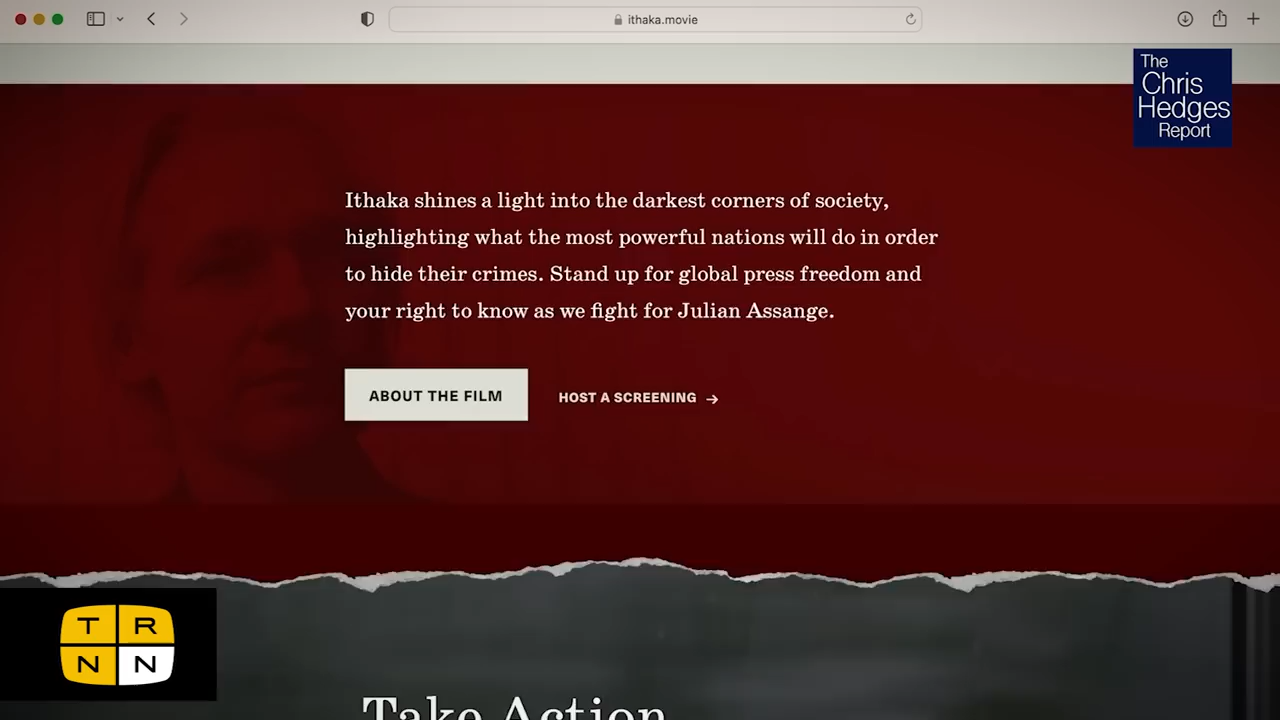 ithaka.movie
The
Chris
Hedges
Report
Ithaka shines a light into the darkest corners of society,
highlighting what the most powerful nations will do in order
to hide their crimes. Stand up for global press freedom and
your right to know as we fight for Julian Assange.
ABOUT THE FILM
HOST A SCREENING →
T R
N N
Take Action